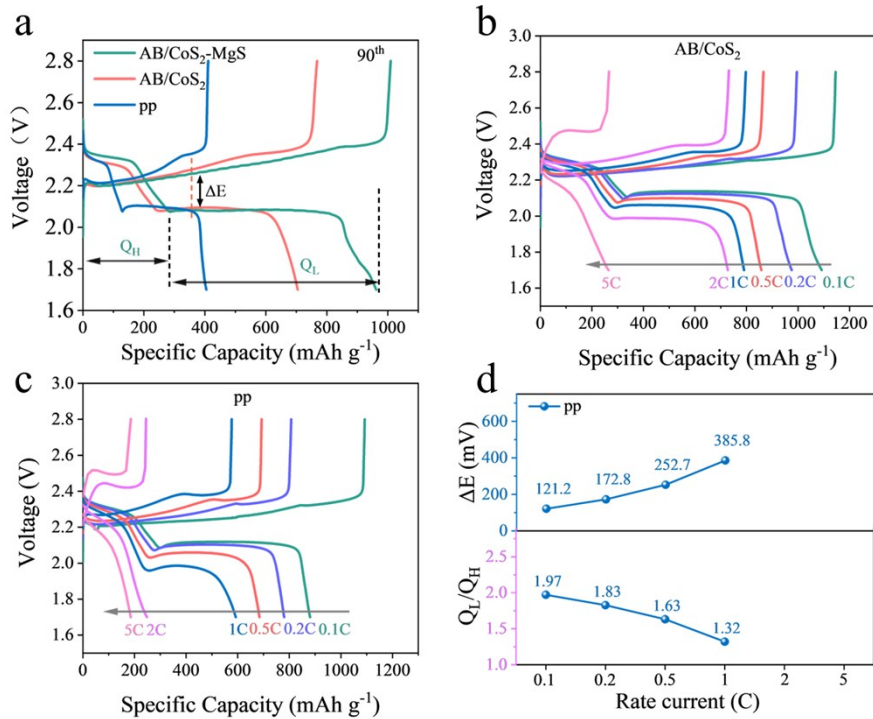 a
2.8
2.6
2.4
2.2
2.0
1.8
1.6
Voltage (V)
AB/CoS₂-MgS
AB/CoS₂
pp
90ᵗʰ
ΔE
Q_H
Q_L
0 200 400 600 800 1000
Specific Capacity (mAh g⁻¹)
b
AB/CoS₂
3.0
2.8
2.6
2.4
2.2
2.0
1.8
1.6
Voltage (V)
5C 2C 1C 0.5C 0.2C 0.1C
0 200 400 600 800 1000 1200
Specific Capacity (mAh g⁻¹)
c
pp
3.0
2.8
2.6
2.4
2.2
2.0
1.8
1.6
Voltage (V)
5C 2C 1C 0.5C 0.2C 0.1C
0 200 400 600 800 1000 1200
Specific Capacity (mAh g⁻¹)
d
pp
ΔE (mV)
600
400
200
0
121.2 172.8 252.7 385.8
Q_L/Q_H
2.0
1.5
1.0
1.97 1.83 1.63 1.32
0.1 0.2 0.5 1 2 5
Rate current (C)